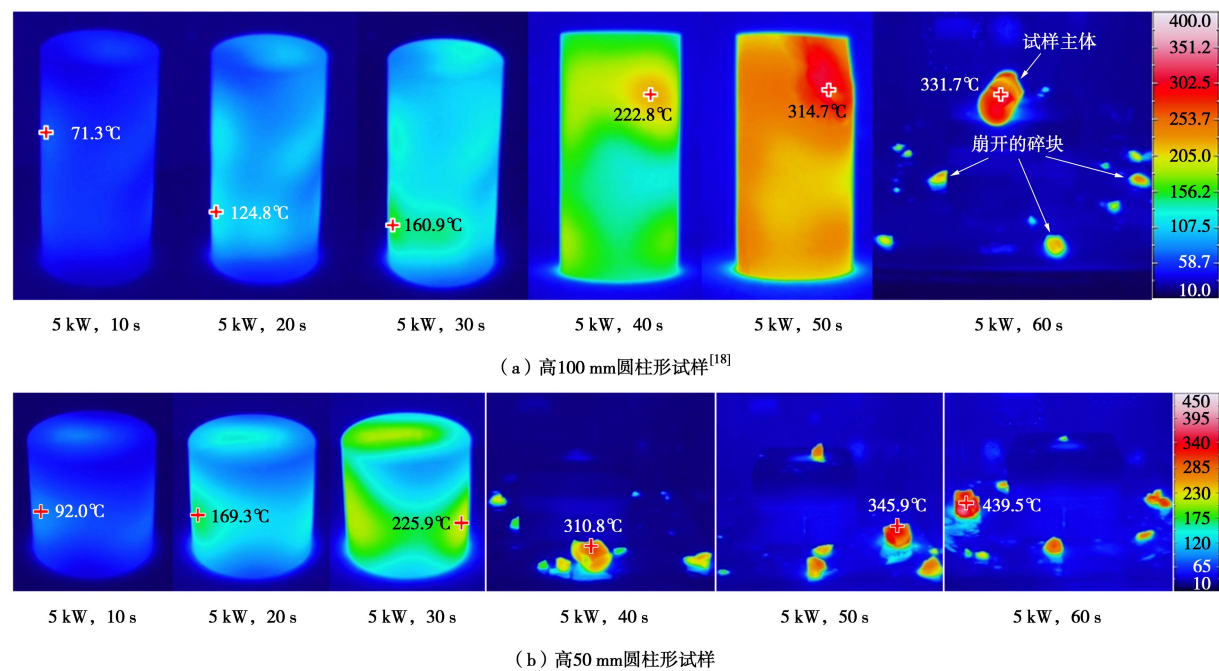 71.3℃
124.8℃
160.9℃
222.8℃
314.7℃
331.7℃
试样主体
崩开的碎块
400.0
351.2
302.5
253.7
205.0
156.2
107.5
58.7
10.0
5 kW，10 s
5 kW，20 s
5 kW，30 s
5 kW，40 s
5 kW，50 s
5 kW，60 s
（a）高100 mm圆柱形试样[18]
92.0℃
169.3℃
225.9℃
310.8℃
345.9℃
439.5℃
450
395
340
285
230
175
120
65
10
5 kW，10 s
5 kW，20 s
5 kW，30 s
5 kW，40 s
5 kW，50 s
5 kW，60 s
（b）高50 mm圆柱形试样